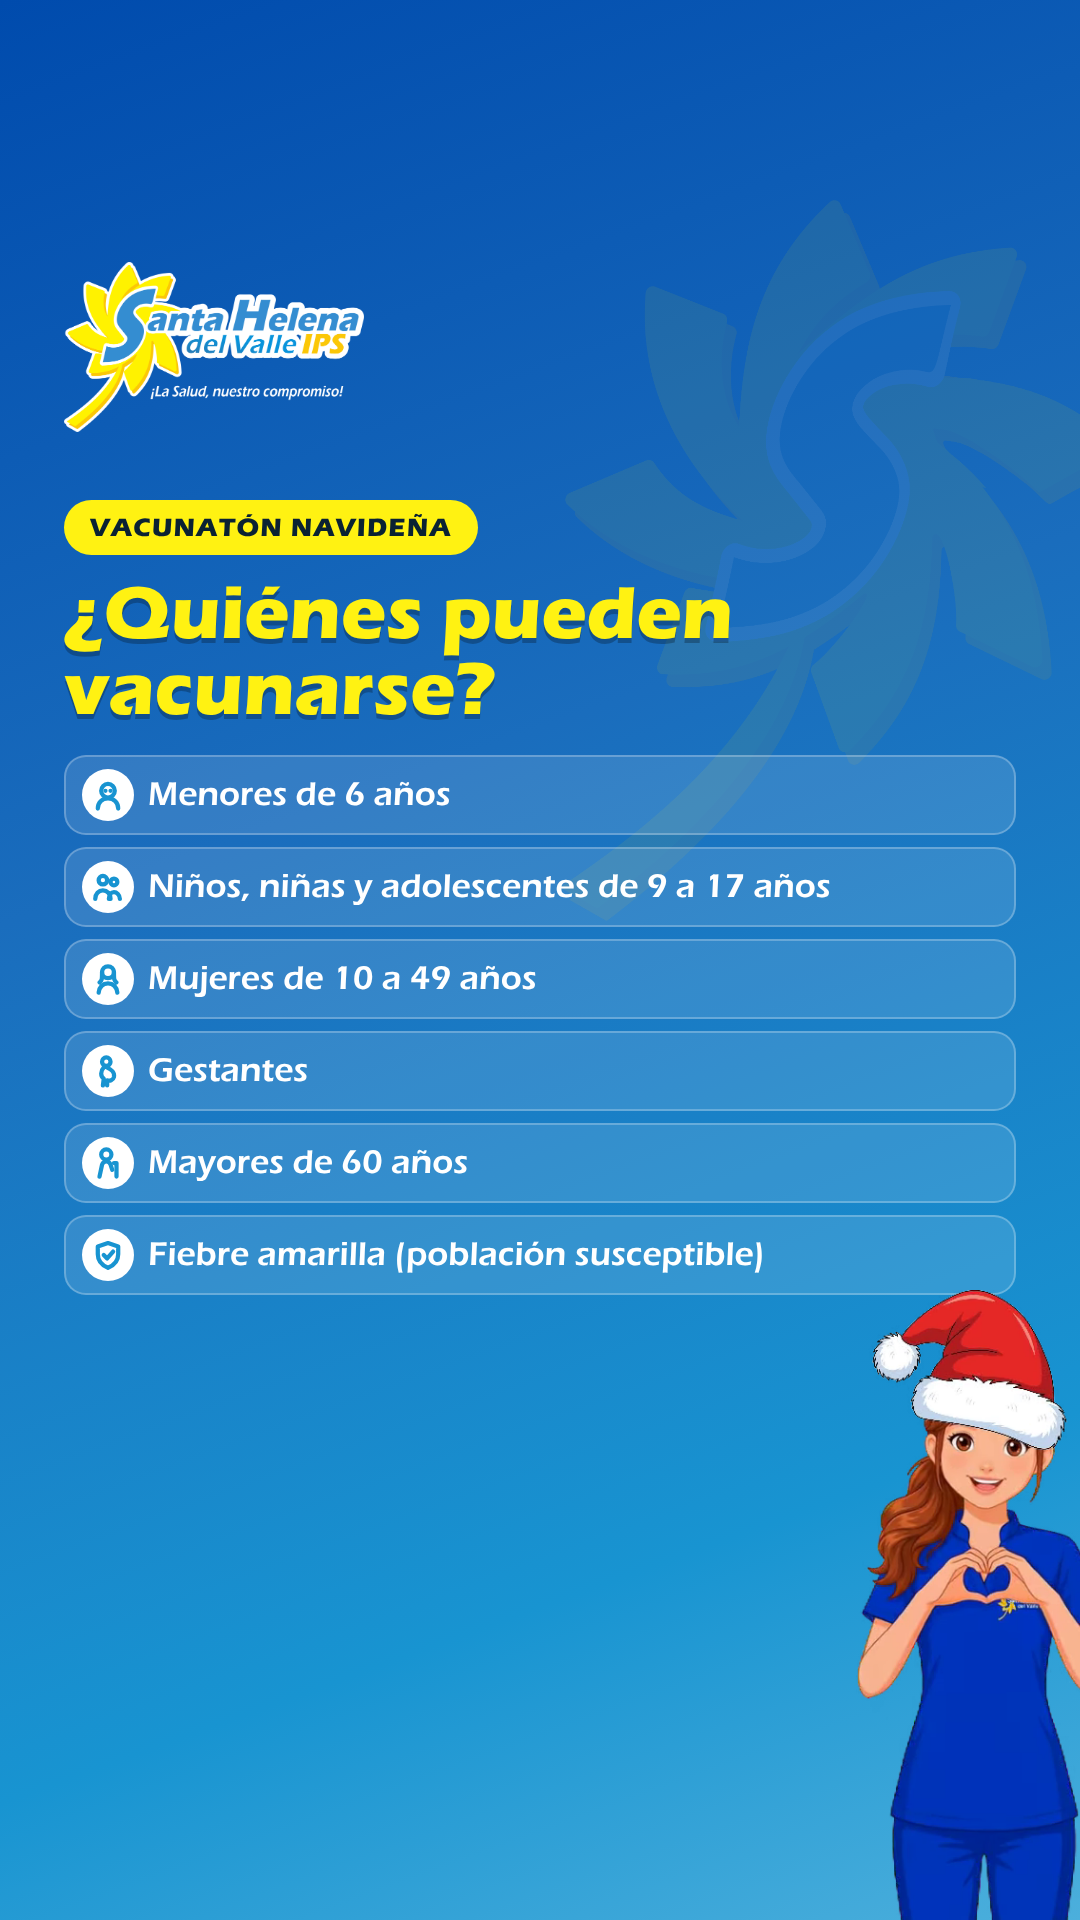 Santa Helena
del Valle IPS
¡La Salud, nuestro compromiso!
VACUNATÓN NAVIDEÑA
¿Quiénes pueden
vacunarse?
Menores de 6 años
Niños, niñas y adolescentes de 9 a 17 años
Mujeres de 10 a 49 años
Gestantes
Mayores de 60 años
Fiebre amarilla (población susceptible)